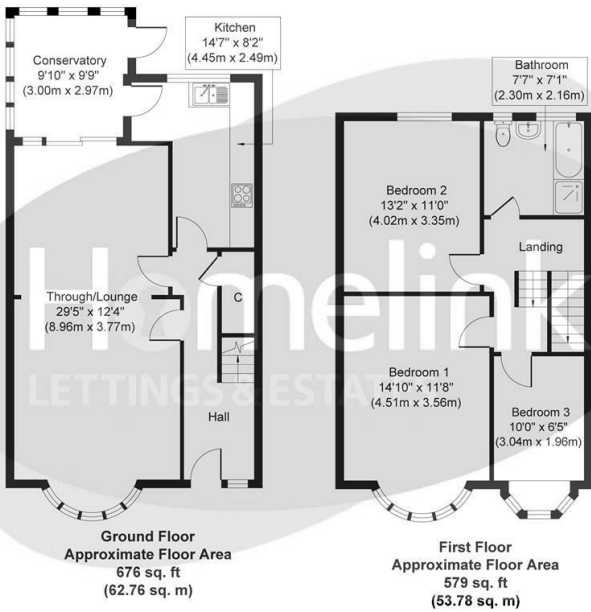 Conservatory
9'10" x 9'9"
(3.00m x 2.97m)
Kitchen
14'7" x 8'2"
(4.45m x 2.49m)
Bathroom
7'7" x 7'1"
(2.30m x 2.16m)
Bedroom 2
13'2" x 11'0"
(4.02m x 3.35m)
Landing
Homelink
LETTINGS & ESTAT
C
Through/Lounge
29'5" x 12'4"
(8.96m x 3.77m)
Hall
Bedroom 1
14'10" x 11'8"
(4.51m x 3.56m)
Bedroom 3
10'0" x 6'5"
(3.04m x 1.96m)
Ground Floor
Approximate Floor Area
676 sq. ft
(62.76 sq. m)
First Floor
Approximate Floor Area
579 sq. ft
(53.78 sq. m)